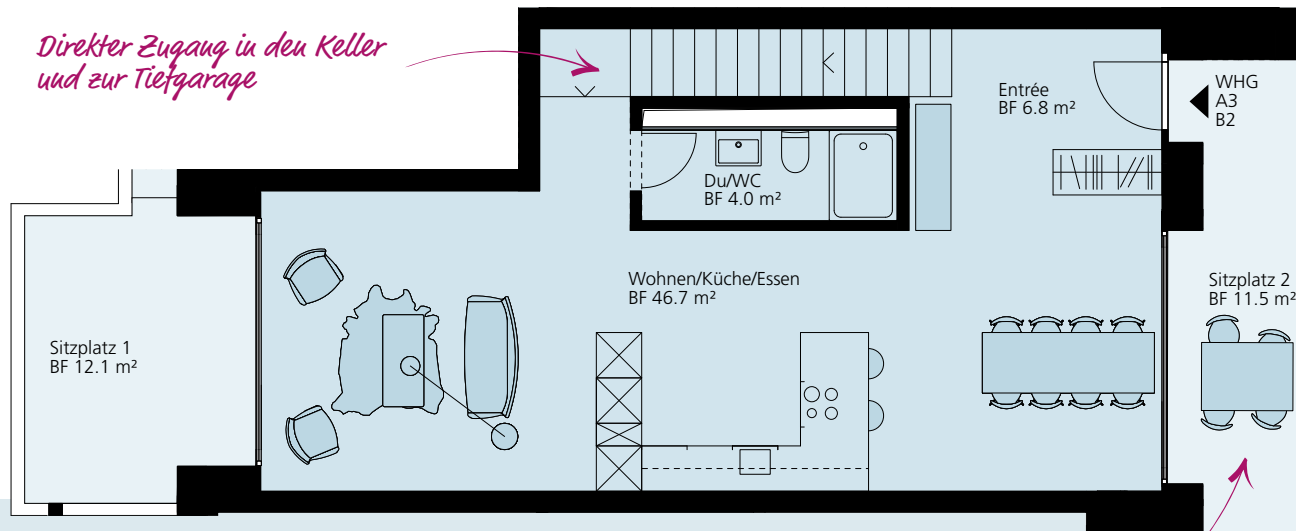 Direkter Zugang in den Keller
und zur Tiefgarage
Entrée
BF 6.8 m²
WHG
A3
B2
Du/WC
BF 4.0 m²
Wohnen/Küche/Essen
BF 46.7 m²
Sitzplatz 2
BF 11.5 m²
Sitzplatz 1
BF 12.1 m²